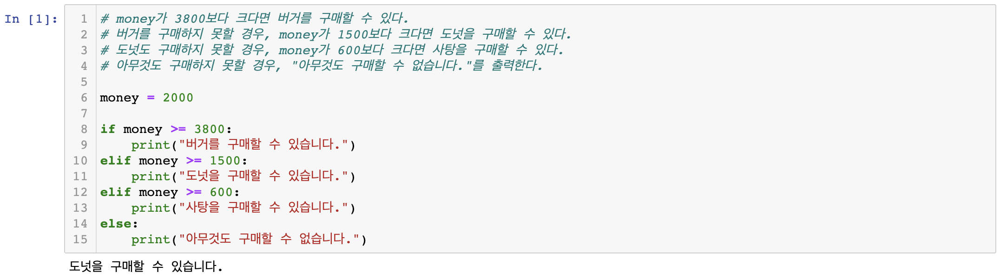 In [1]:
1 # money가 3800보다 크다면 버거를 구매할 수 있다.
2 # 버거를 구매하지 못할 경우, money가 1500보다 크다면 도넛을 구매할 수 있다.
3 # 도넛도 구매하지 못할 경우, money가 600보다 크다면 사탕을 구매할 수 있다.
4 # 아무것도 구매하지 못할 경우, "아무것도 구매할 수 없습니다."를 출력한다.
5
6 money = 2000
7
8 if money >= 3800:
9     print("버거를 구매할 수 있습니다.")
10 elif money >= 1500:
11     print("도넛을 구매할 수 있습니다.")
12 elif money >= 600:
13     print("사탕을 구매할 수 있습니다.")
14 else:
15     print("아무것도 구매할 수 없습니다.")
도넛을 구매할 수 있습니다.